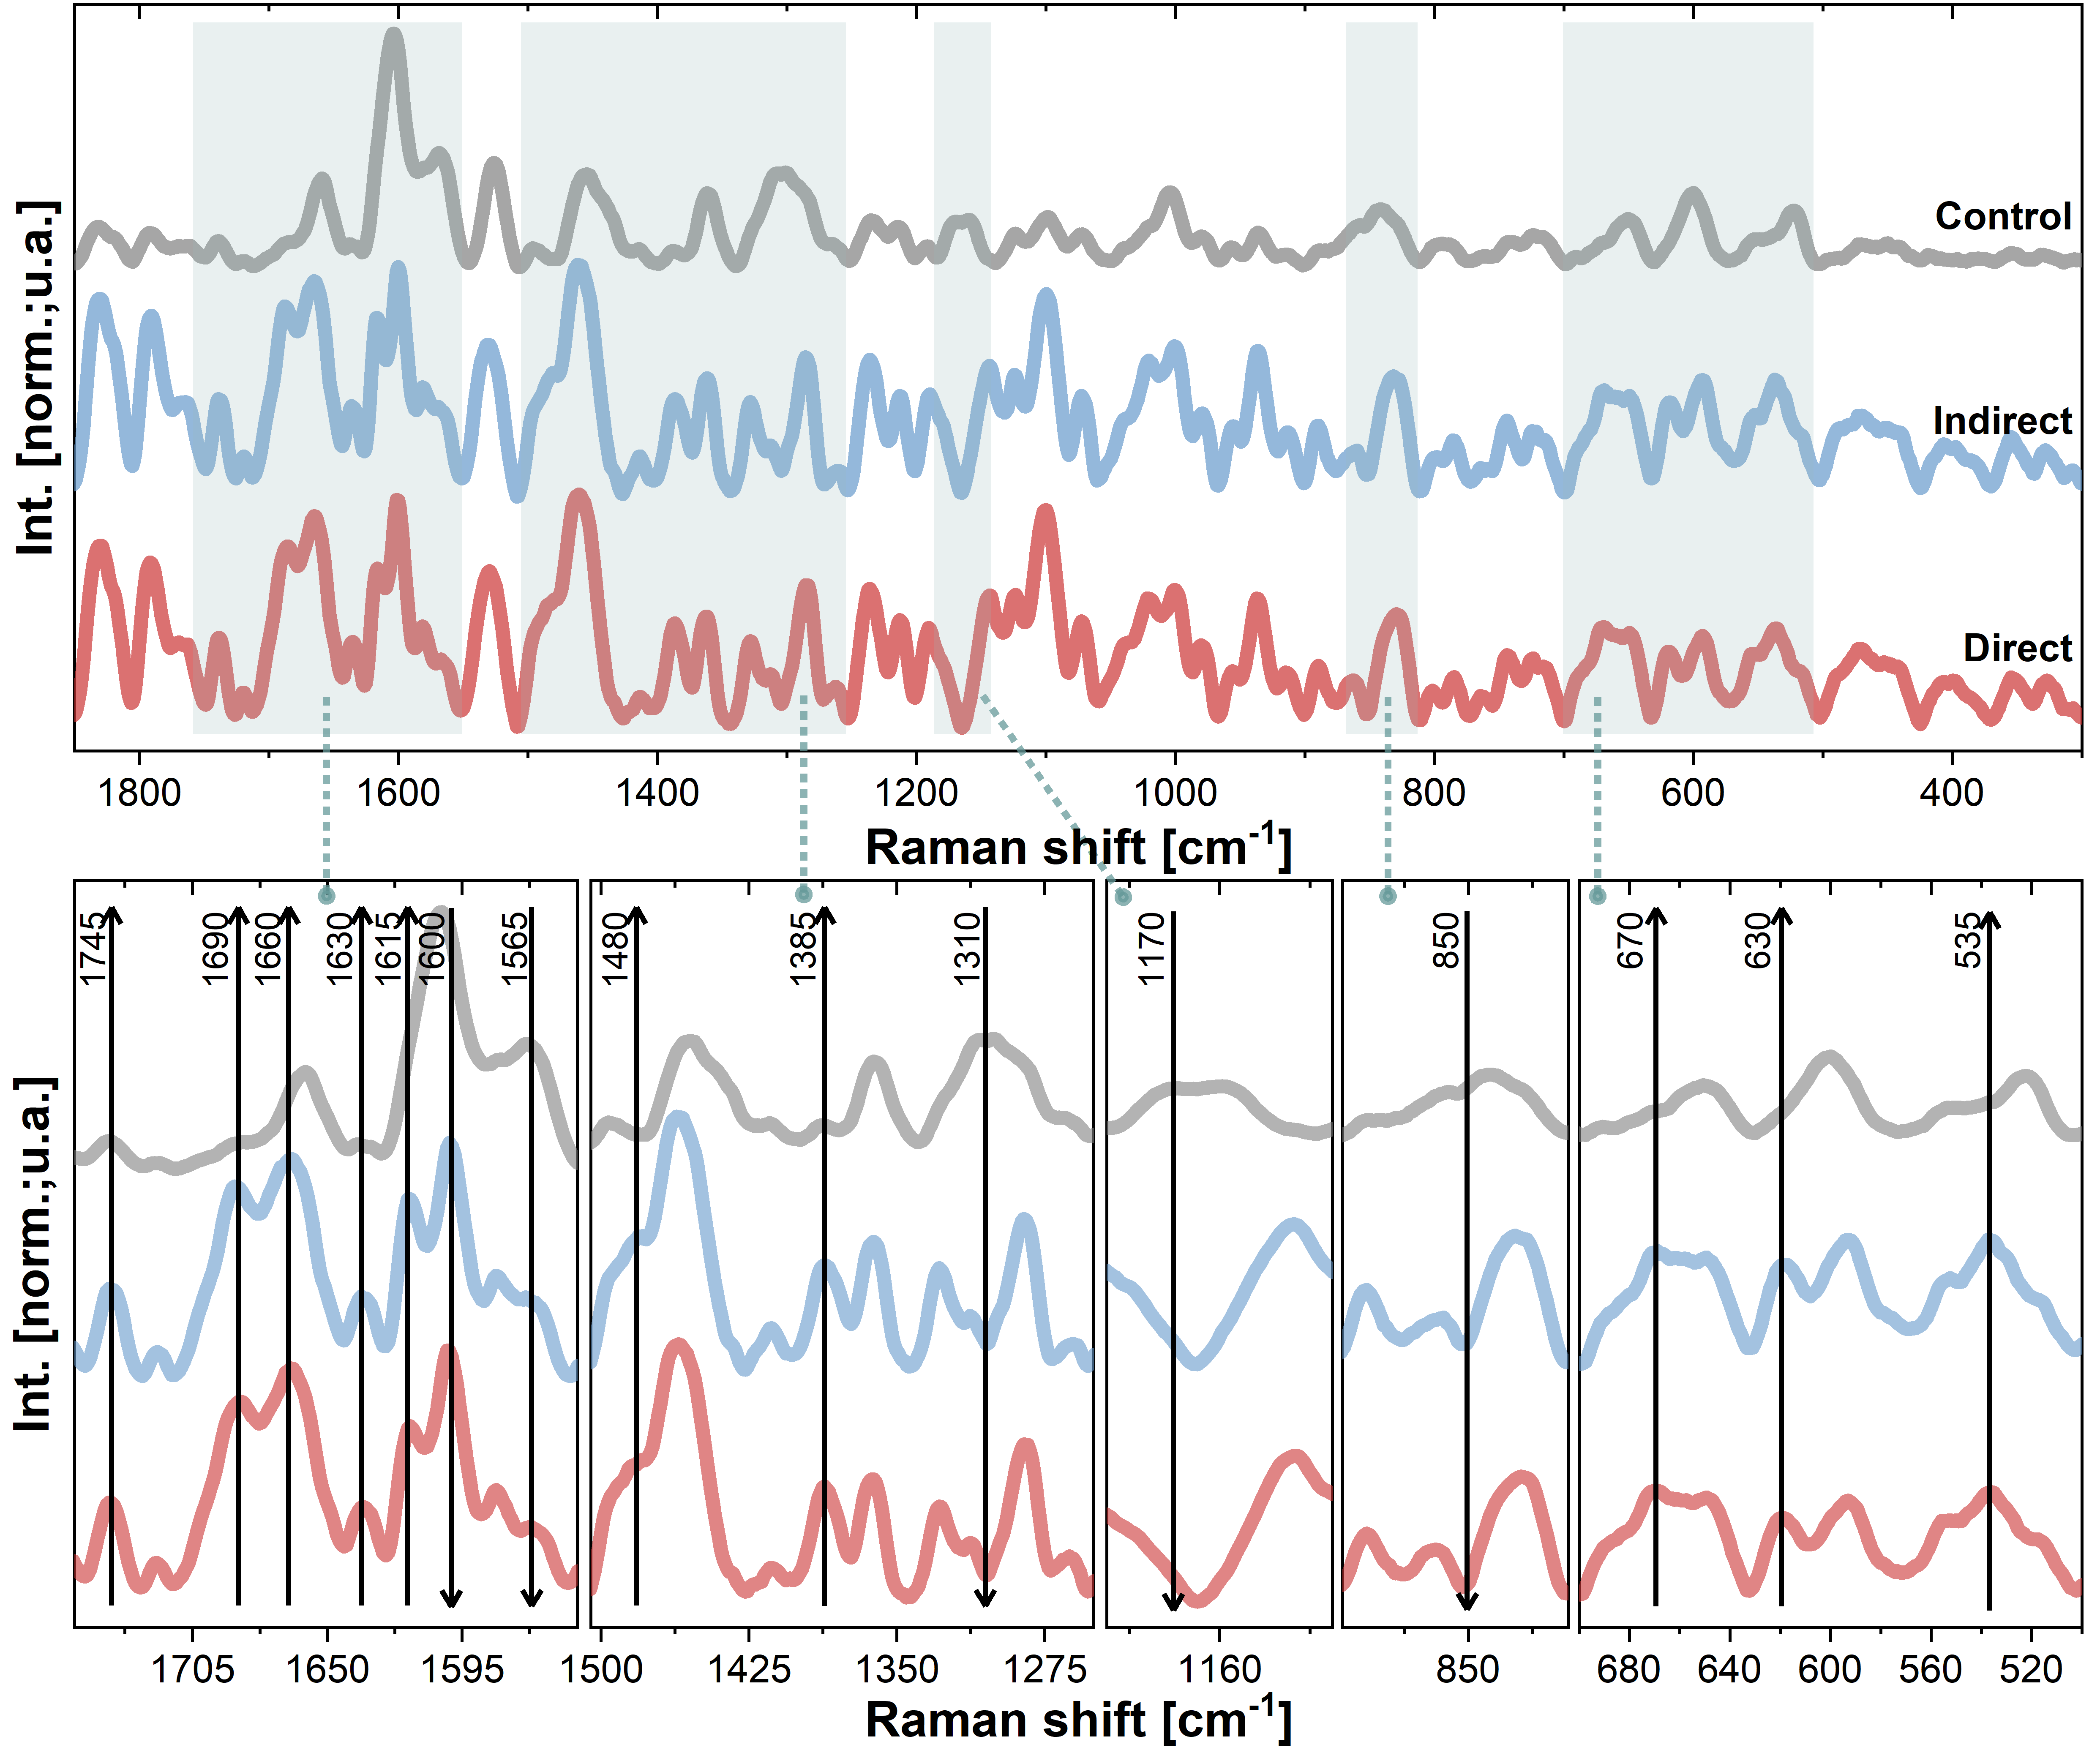 Int. [norm.;u.a.]
Control
Indirect
Direct
1800 1600 1400 1200 1000 800 600 400
Raman shift [cm-1]
Int. [norm.;u.a.]
1745 1690 1660 1630 1615 1600 1565 1480 1385 1310 1170 850 670 630 535
1705 1650 1595 1500 1425 1350 1275 1160 850 680 640 600 560 520
Raman shift [cm-1]